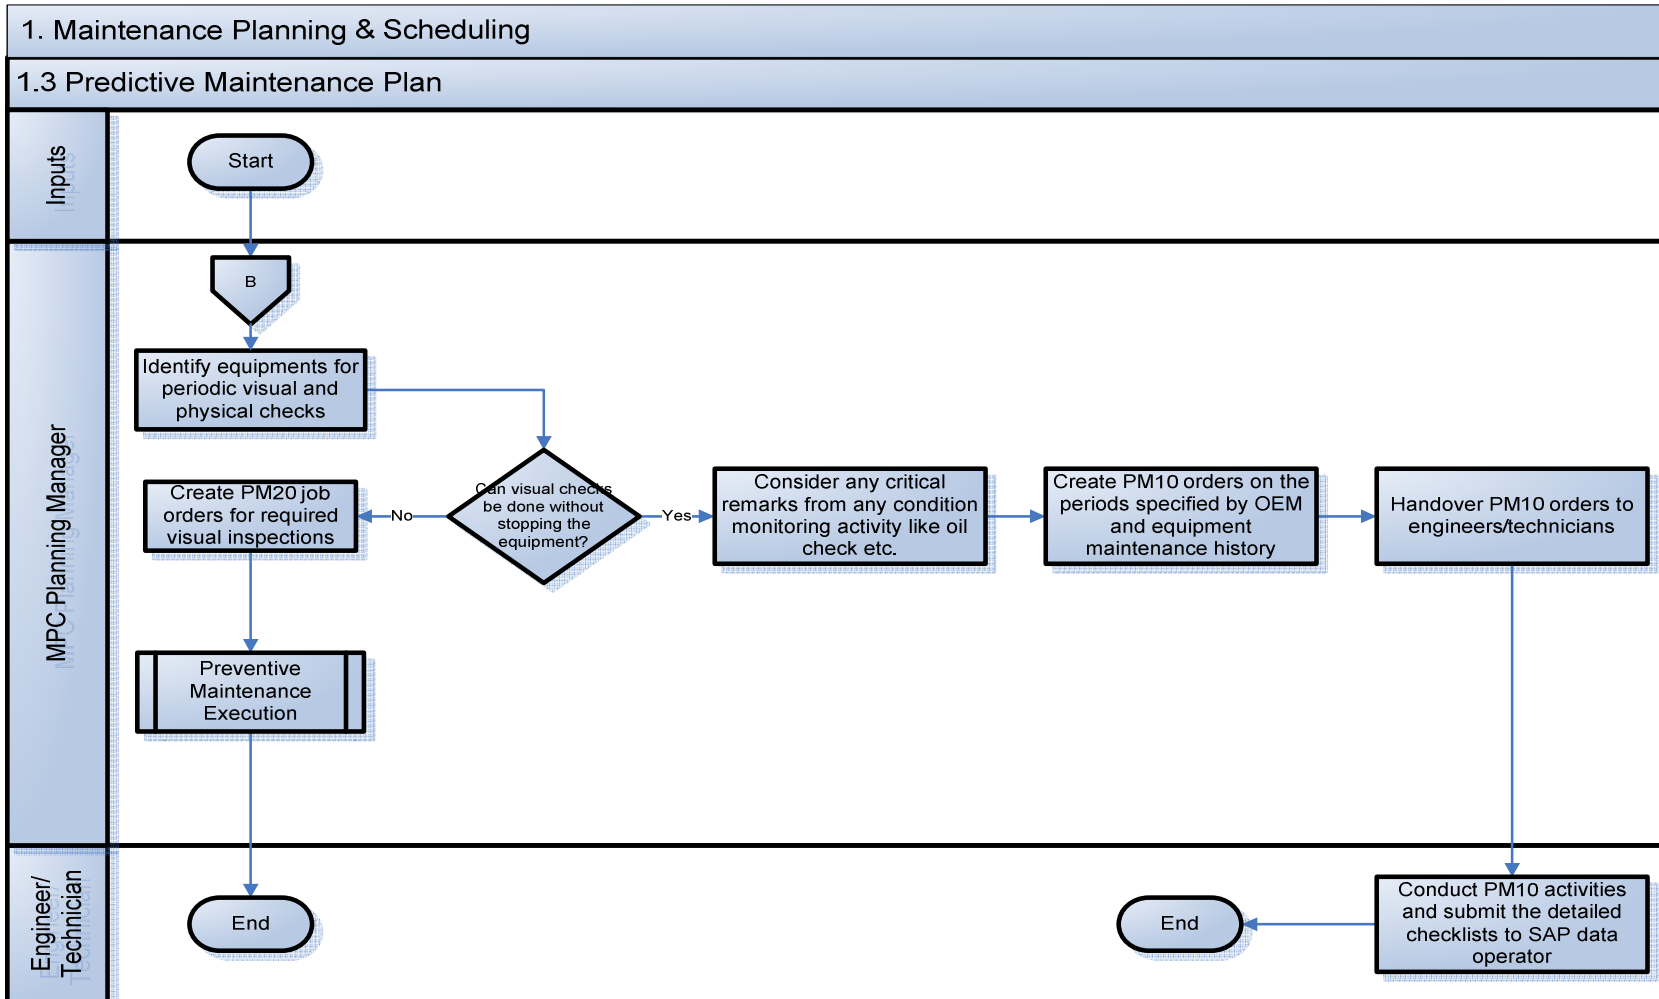 1. Maintenance Planning & Scheduling
1.3 Predictive Maintenance Plan
Inputs
Start
MPC Planning Manager
B
Identify equipments for
periodic visual and
physical checks
Create PM20 job
orders for required
visual inspections
No
Can visual checks
be done without
stopping the
equipment?
Yes
Consider any critical
remarks from any condition
monitoring activity like oil
check etc.
Create PM10 orders on the
periods specified by OEM
and equipment
maintenance history
Handover PM10 orders to
engineers/technicians
Preventive
Maintenance
Execution
Engineer/
Technician
End
End
Conduct PM10 activities
and submit the detailed
checklists to SAP data
operator